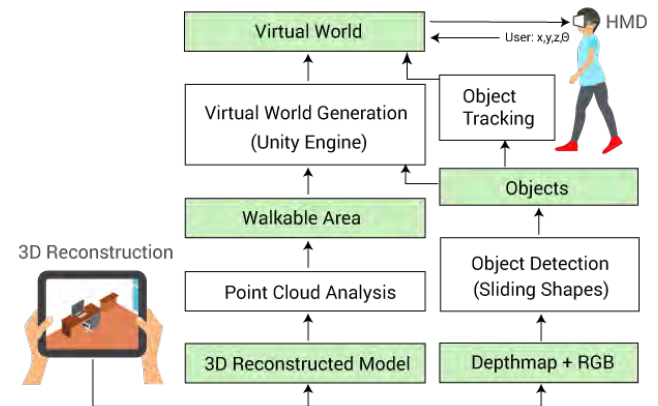 Virtual World
HMD
User: x,y,z,Θ
Virtual World Generation
(Unity Engine)
Object
Tracking
Objects
Walkable Area
3D Reconstruction
Point Cloud Analysis
Object Detection
(Sliding Shapes)
3D Reconstructed Model
Depthmap + RGB